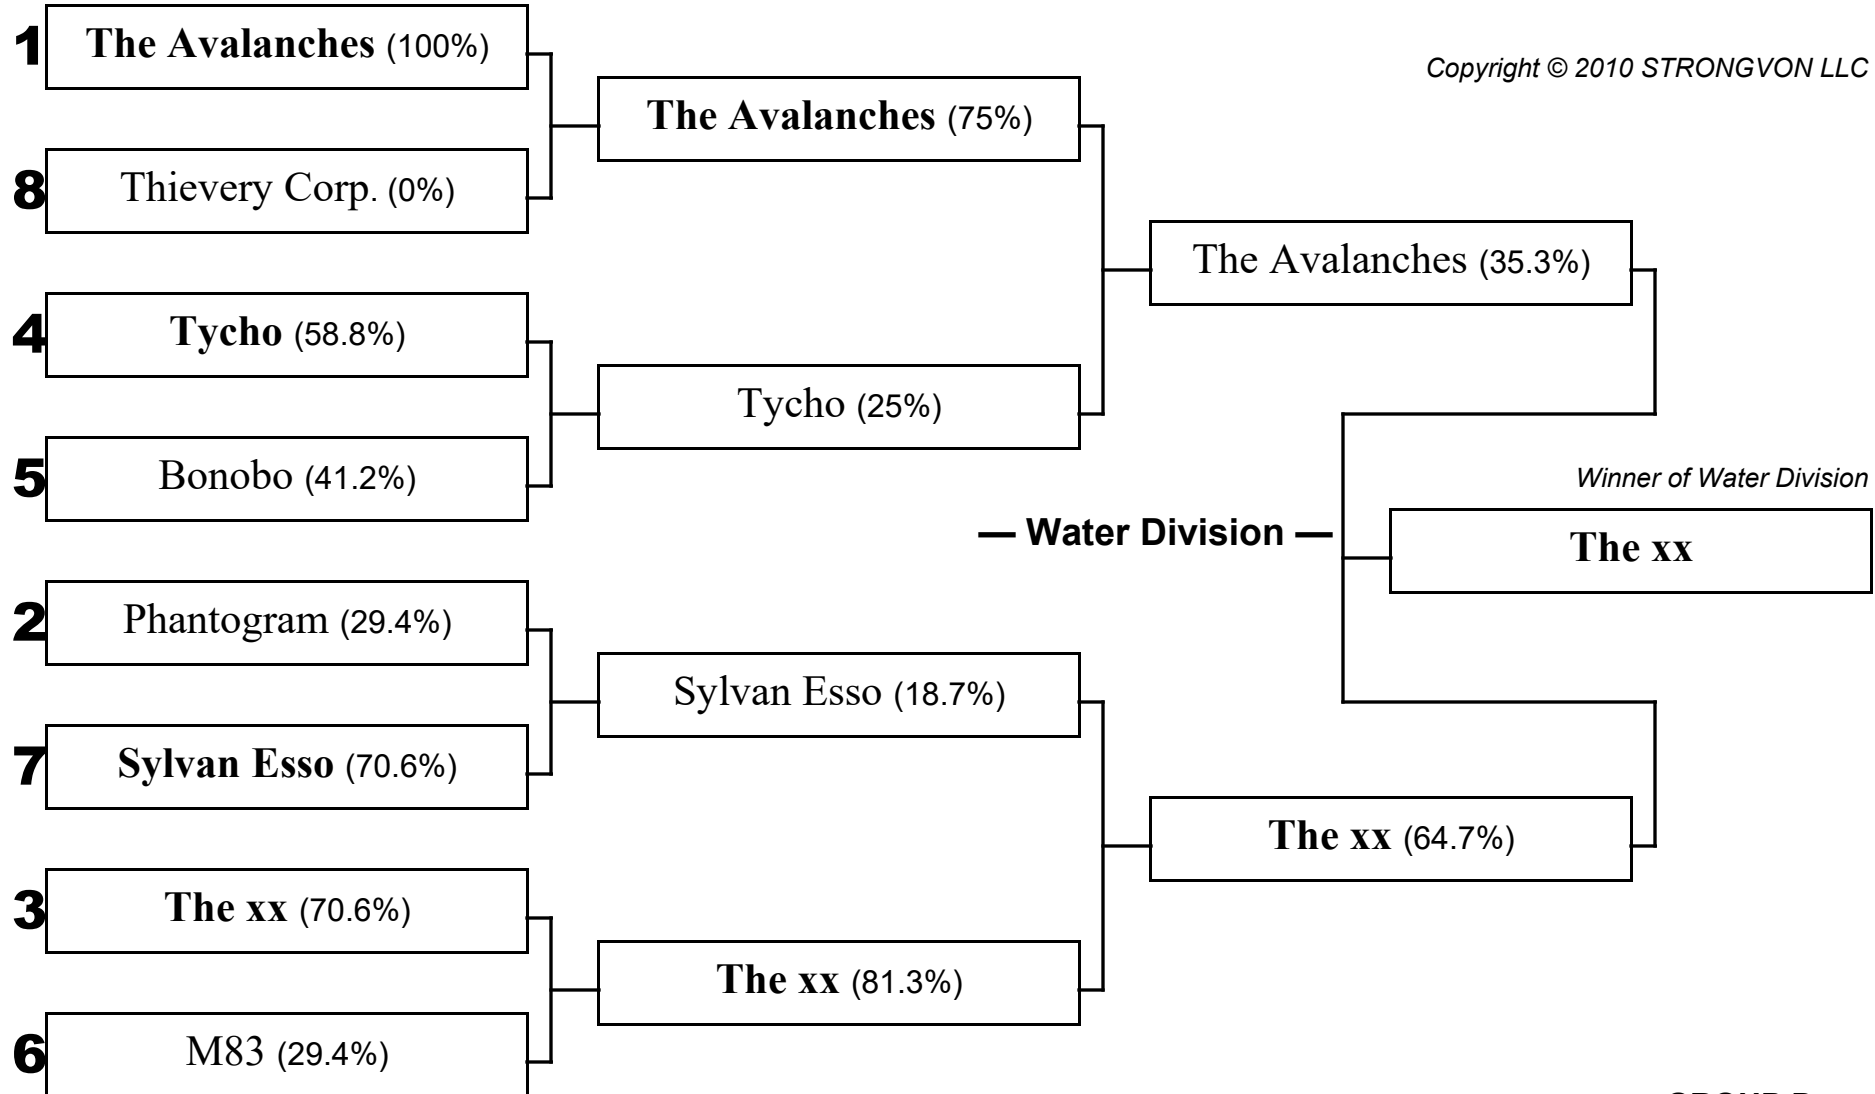 1 The Avalanches (100%)
Copyright © 2010 STRONGVON LLC
The Avalanches (75%)
8 Thievery Corp. (0%)
The Avalanches (35.3%)
4 Tycho (58.8%)
Tycho (25%)
5 Bonobo (41.2%)
Winner of Water Division
— Water Division —
The xx
2 Phantogram (29.4%)
Sylvan Esso (18.7%)
7 Sylvan Esso (70.6%)
The xx (64.7%)
3 The xx (70.6%)
The xx (81.3%)
6 M83 (29.4%)